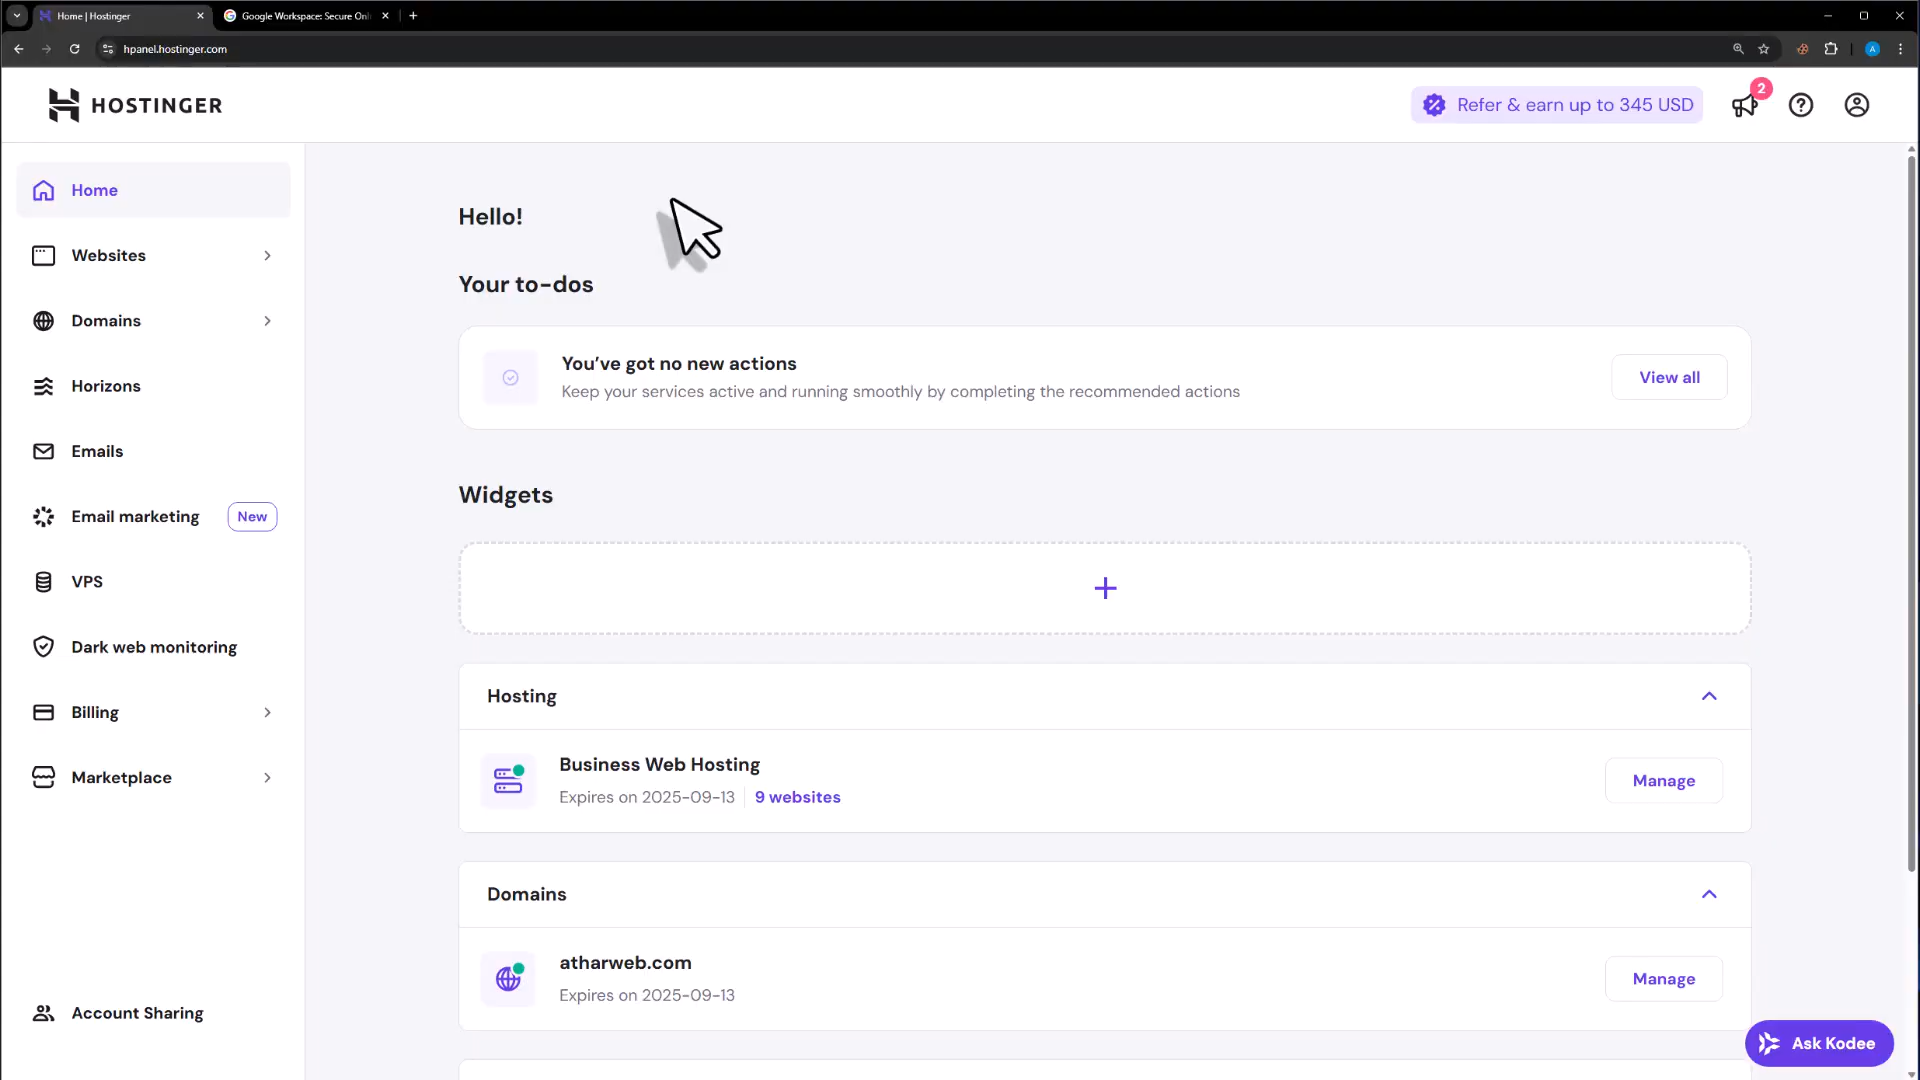 Home | Hostinger
Google Workspace: Secure Onl
hpanel.hostinger.com
A
HOSTINGER
Refer & earn up to 345 USD
2
Home
Websites
Domains
Horizons
Emails
Email marketing
New
VPS
Dark web monitoring
Billing
Marketplace
Account Sharing
Hello!
Your to-dos
You’ve got no new actions
Keep your services active and running smoothly by completing the recommended actions
View all
Widgets
Hosting
Business Web Hosting
Expires on 2025-09-13
9 websites
Manage
Domains
atharweb.com
Expires on 2025-09-13
Manage
Ask Kodee